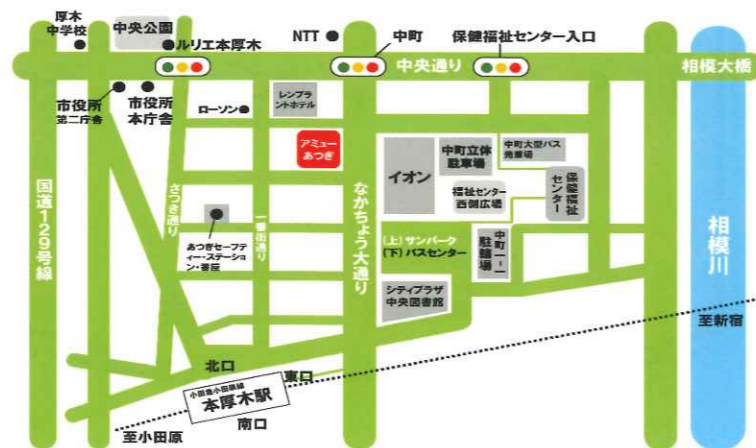 厚木
中学校
中央公園
ルリエ本厚木
NTT
中町
保健福祉センター入口
中央通り
相模大橋
市役所
第二庁舎
市役所
本庁舎
ローソン
レンブラ
ントホテル
アミュー
あつぎ
イオン
中町立体
駐車場
中町大型バス
発着場
福祉センター
西側広場
保健福祉
センター
国道129号線
さつき通り
一番街通り
なかちょう大通り
あつぎセーフテ
ィー・ステーショ
ン・番屋
(上)サンパーク
(下)バスセンター
中町一-二
駐輪場
シティプラザ
中央図書館
相模川
至新宿
北口
東口
小田急小田原線
本厚木駅
南口
至小田原